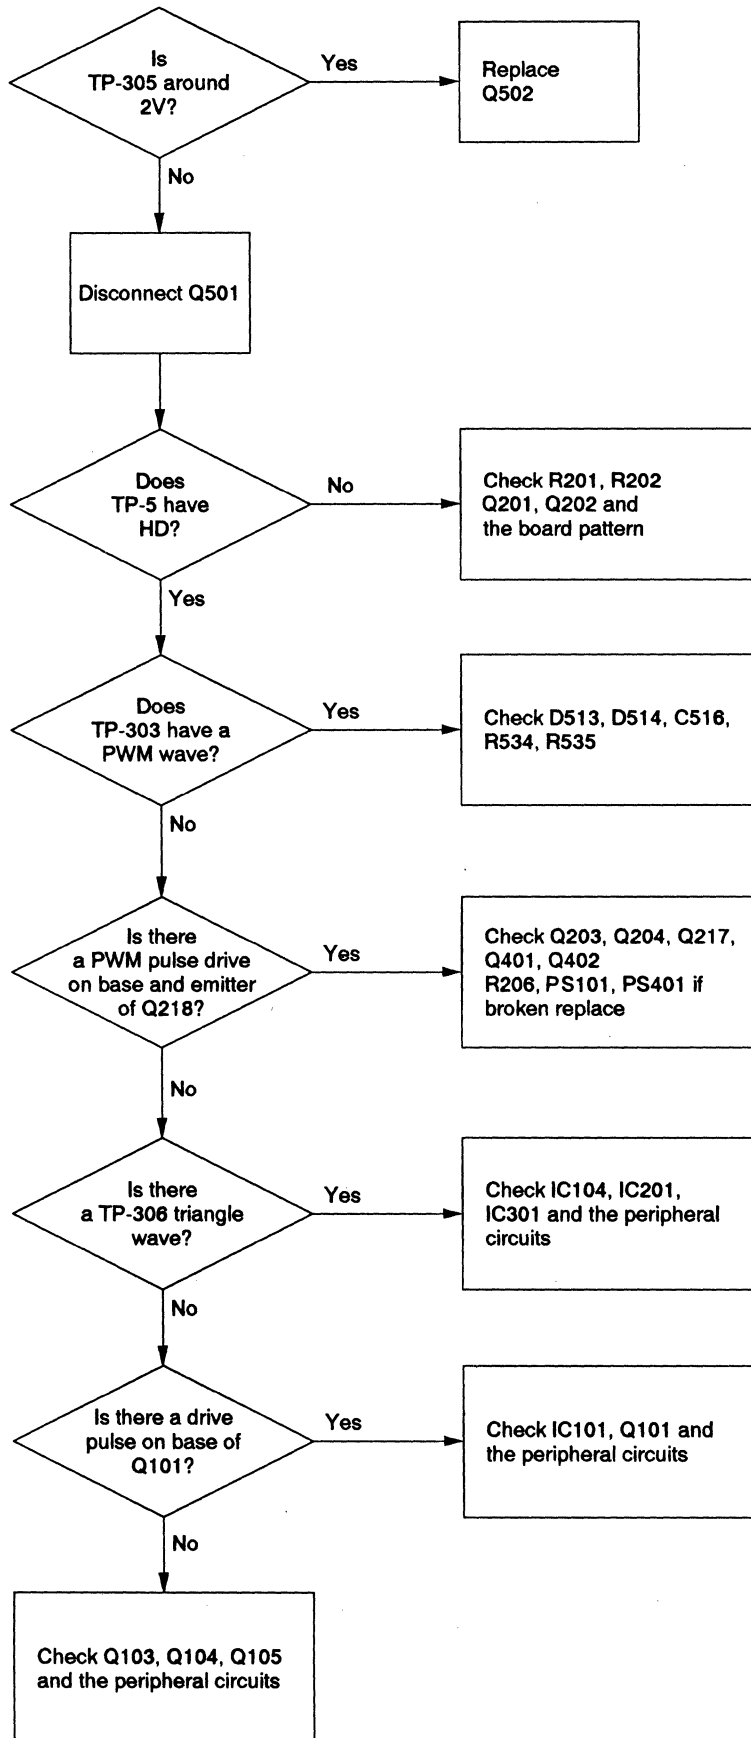 Is
TP-305 around
2V?
Yes
Replace
Q502
No
Disconnect Q501
Does
TP-5 have
HD?
No
Check R201, R202
Q201, Q202 and
the board pattern
Yes
Does
TP-303 have a
PWM wave?
Yes
Check D513, D514, C516,
R534, R535
No
Is there
a PWM pulse drive
on base and emitter
of Q218?
Yes
Check Q203, Q204, Q217,
Q401, Q402
R206, PS101, PS401 if
broken replace
No
Is there
a TP-306 triangle
wave?
Yes
Check IC104, IC201,
IC301 and the peripheral
circuits
No
Is there a drive
pulse on base of
Q101?
Yes
Check IC101, Q101 and
the peripheral circuits
No
Check Q103, Q104, Q105
and the peripheral circuits